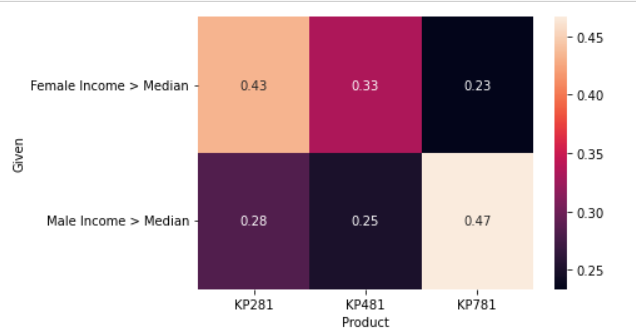 Given
Female Income > Median
0.43 0.33 0.23
Male Income > Median
0.28 0.25 0.47
KP281 KP481 KP781
Product
0.45
0.40
0.35
0.30
0.25